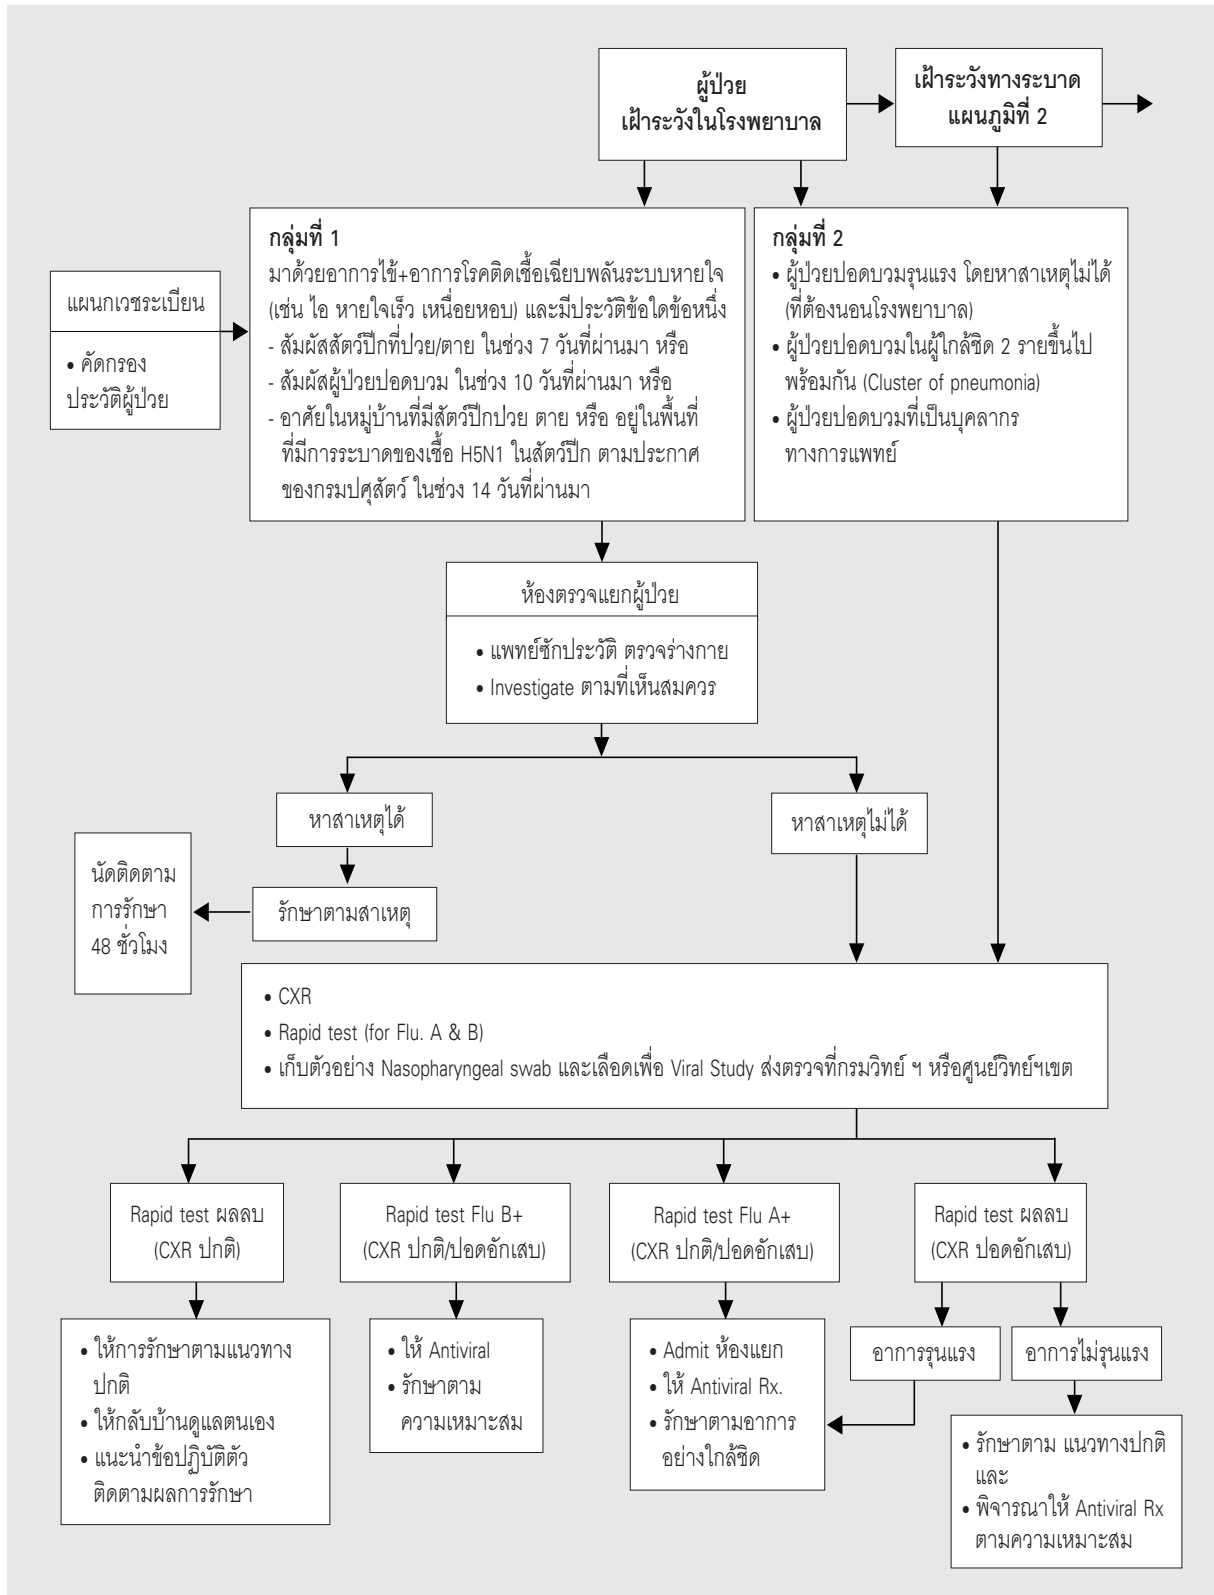 ผู้ป่วย
เฝ้าระวังในโรงพยาบาล
เฝ้าระวังทางระบาด
แผนภูมิที่ 2
แผนกเวชระเบียน
• คัดกรอง
ประวัติผู้ป่วย
กลุ่มที่ 1
มาด้วยอาการไข้+อาการโรคติดเชื้อเฉียบพลันระบบหายใจ
(เช่น ไอ หายใจเร็ว เหนื่อยหอบ) และมีประวัติข้อใดข้อหนึ่ง
- สัมผัสสัตว์ปีกที่ป่วย/ตาย ในช่วง 7 วันที่ผ่านมา หรือ
- สัมผัสผู้ป่วยปอดบวม ในช่วง 10 วันที่ผ่านมา หรือ
- อาศัยในหมู่บ้านที่มีสัตว์ปีกป่วย ตาย หรือ อยู่ในพื้นที่
ที่มีการระบาดของเชื้อ H5N1 ในสัตว์ปีก ตามประกาศ
ของกรมปศุสัตว์ ในช่วง 14 วันที่ผ่านมา
กลุ่มที่ 2
• ผู้ป่วยปอดบวมรุนแรง โดยหาสาเหตุไม่ได้
(ที่ต้องนอนโรงพยาบาล)
• ผู้ป่วยปอดบวมในผู้ใกล้ชิด 2 รายขึ้นไป
พร้อมกัน (Cluster of pneumonia)
• ผู้ป่วยปอดบวมที่เป็นบุคลากร
ทางการแพทย์
ห้องตรวจแยกผู้ป่วย
• แพทย์ซักประวัติ ตรวจร่างกาย
• Investigate ตามที่เห็นสมควร
หาสาเหตุได้
หาสาเหตุไม่ได้
รักษาตามสาเหตุ
นัดติดตาม
การรักษา
48 ชั่วโมง
• CXR
• Rapid test (for Flu. A & B)
• เก็บตัวอย่าง Nasopharyngeal swab และเลือดเพื่อ Viral Study ส่งตรวจที่กรมวิทย์ ฯ หรือศูนย์วิทย์ฯเขต
Rapid test ผลลบ
(CXR ปกติ)
Rapid test Flu B+
(CXR ปกติ/ปอดอักเสบ)
Rapid test Flu A+
(CXR ปกติ/ปอดอักเสบ)
Rapid test ผลลบ
(CXR ปอดอักเสบ)
• ให้การรักษาตามแนวทาง
ปกติ
• ให้กลับบ้านดูแลตนเอง
• แนะนำข้อปฏิบัติตัว
ติดตามผลการรักษา
• ให้ Antiviral
• รักษาตาม
ความเหมาะสม
• Admit ห้องแยก
• ให้ Antiviral Rx.
• รักษาตามอาการ
อย่างใกล้ชิด
อาการรุนแรง
อาการไม่รุนแรง
• รักษาตาม แนวทางปกติ
และ
• พิจารณาให้ Antiviral Rx
ตามความเหมาะสม